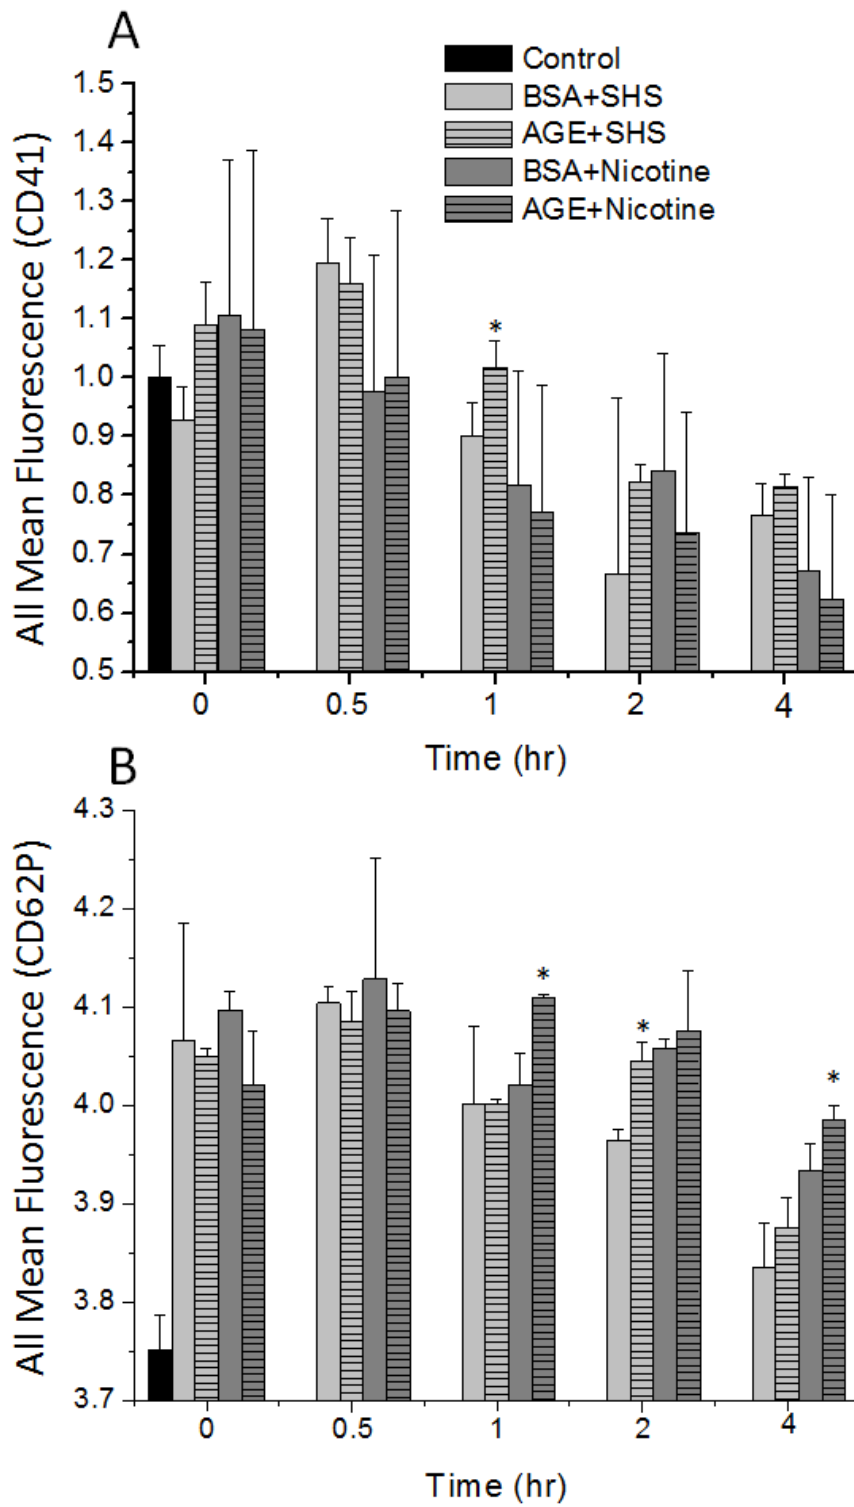 A
Control
BSA+SHS
AGE+SHS
BSA+Nicotine
AGE+Nicotine
All Mean Fluorescence (CD41)
1.5
1.4
1.3
1.2
1.1
1.0
0.9
0.8
0.7
0.6
0.5
*
0 0.5 1 2 4
Time (hr)
B
All Mean Fluorescence (CD62P)
4.3
4.2
4.1
4.0
3.9
3.8
3.7
* * *
0 0.5 1 2 4
Time (hr)